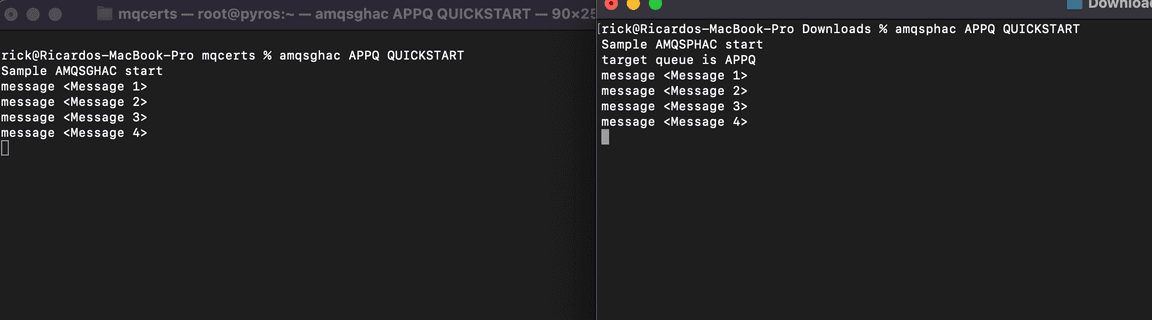 mqcerts — root@pyros:~ — amqsghac APPQ QUICKSTART — 90×25
rick@Ricardos-MacBook-Pro mqcerts % amqsghac APPQ QUICKSTART
Sample AMQSGHAC start
message <Message 1>
message <Message 2>
message <Message 3>
message <Message 4>
Download
[rick@Ricardos-MacBook-Pro Downloads % amqsphac APPQ QUICKSTART
Sample AMQSPHAC start
target queue is APPQ
message <Message 1>
message <Message 2>
message <Message 3>
message <Message 4>